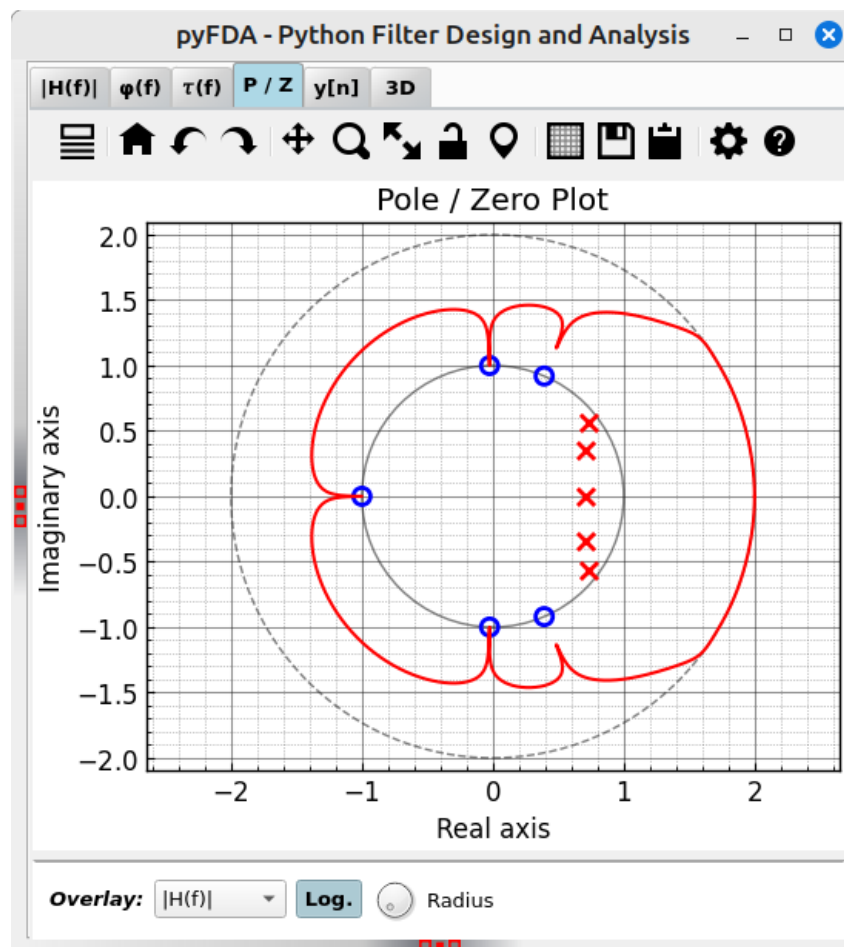 pyFDA - Python Filter Design and Analysis
|H(f)| φ(f) τ(f) P / Z y[n] 3D
Pole / Zero Plot
2.0
1.5
1.0
0.5
0.0
−0.5
−1.0
−1.5
−2.0
Imaginary axis
−2 −1 0 1 2
Real axis
Overlay: |H(f)| Log. Radius